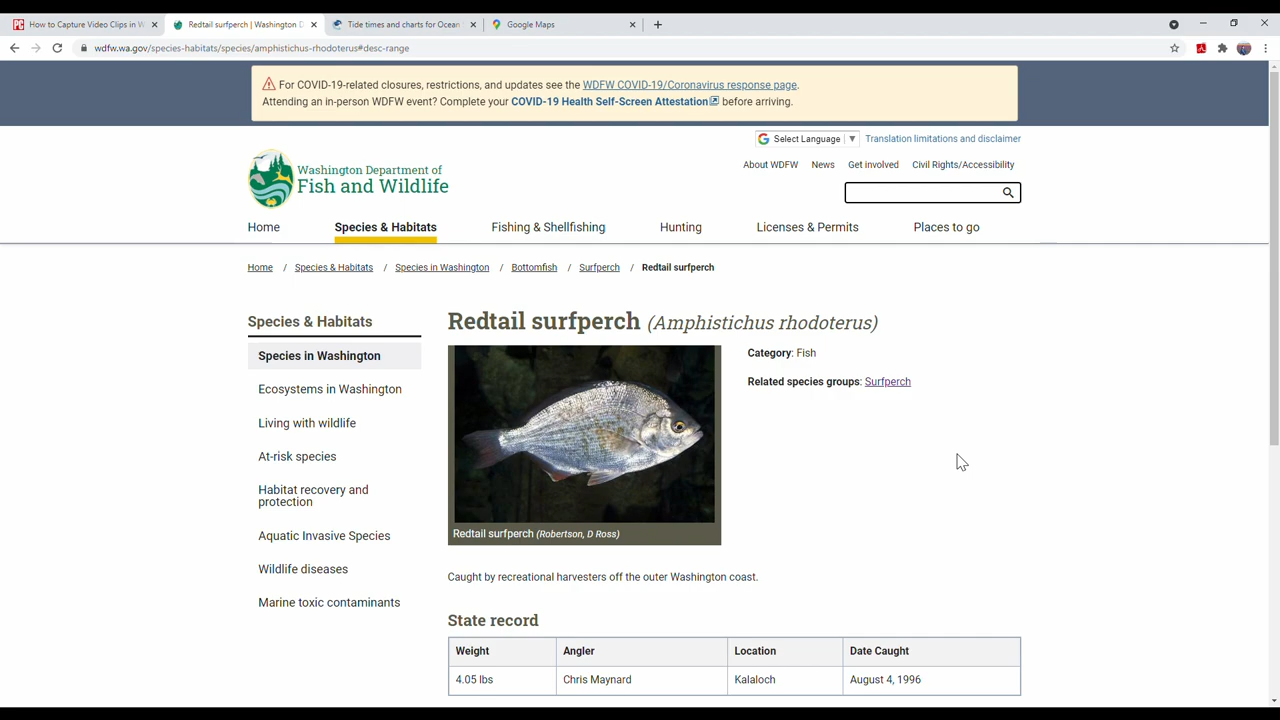 How to Capture Video Clips in W
Redtail surfperch | Washington D
Tide times and charts for Ocean
Google Maps
wdfw.wa.gov/species-habitats/species/amphistichus-rhodoterus#desc-range
For COVID-19-related closures, restrictions, and updates see the WDFW COVID-19/Coronavirus response page.
Attending an in-person WDFW event? Complete your COVID-19 Health Self-Screen Attestation before arriving.
Select Language ▼ Translation limitations and disclaimer
About WDFW News Get involved Civil Rights/Accessibility
Washington Department of
Fish and Wildlife
Home Species & Habitats Fishing & Shellfishing Hunting Licenses & Permits Places to go
Home / Species & Habitats / Species in Washington / Bottomfish / Surfperch / Redtail surfperch
Species & Habitats
Species in Washington
Ecosystems in Washington
Living with wildlife
At-risk species
Habitat recovery and
protection
Aquatic Invasive Species
Wildlife diseases
Marine toxic contaminants
Redtail surfperch (Amphistichus rhodoterus)
Category: Fish
Related species groups: Surfperch
Redtail surfperch (Robertson, D Ross)
Caught by recreational harvesters off the outer Washington coast.
State record
Weight Angler Location Date Caught
4.05 lbs Chris Maynard Kalaloch August 4, 1996